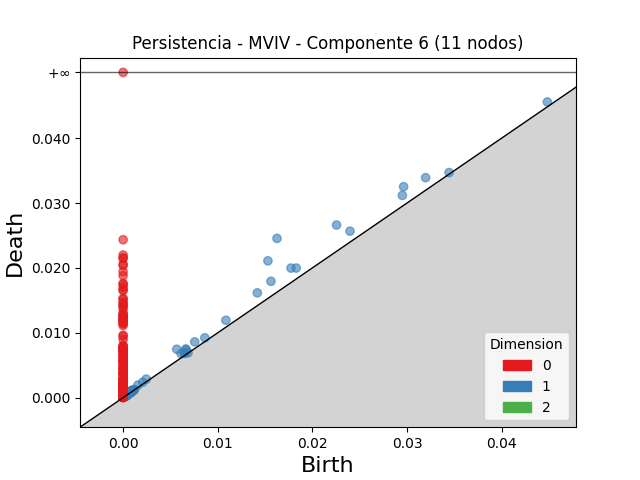 Persistencia - MVIV - Componente 6 (11 nodos)
Death
+∞
0.040
0.030
0.020
0.010
0.000
Dimension
0
1
2
0.00 0.01 0.02 0.03 0.04
Birth